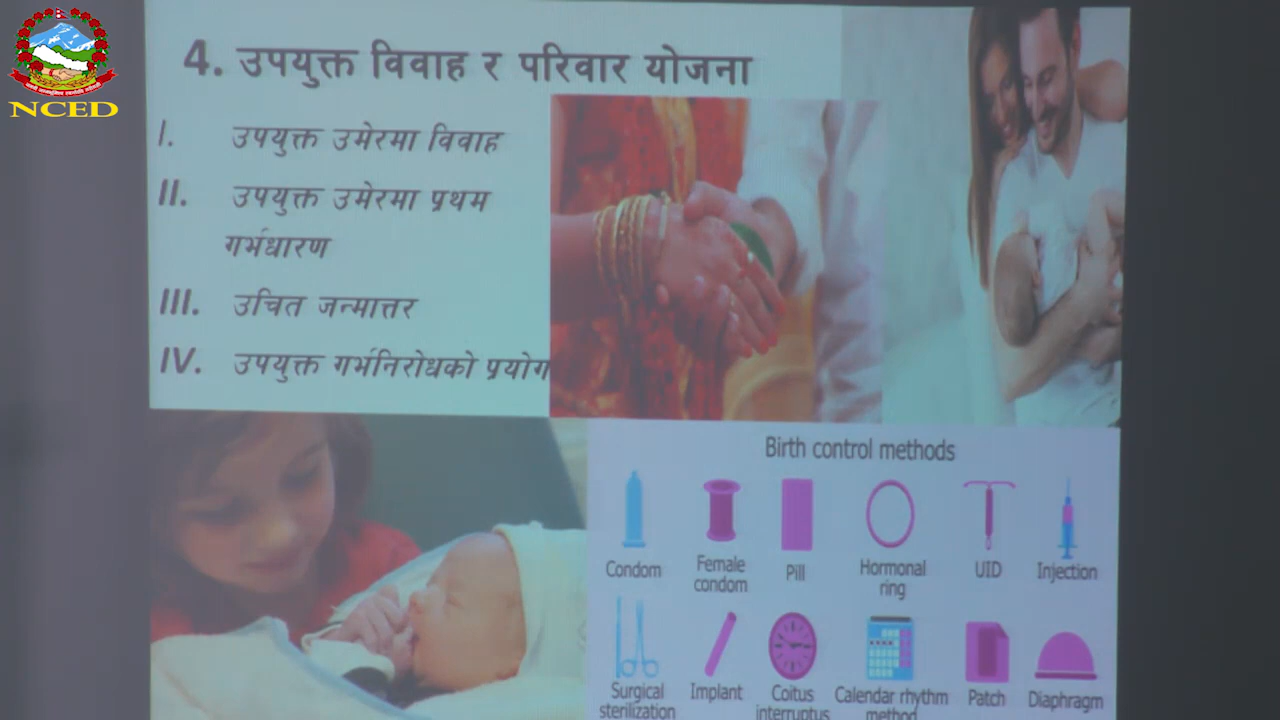 NCED
4. उपयुक्त विवाह र परिवार योजना
I. उपयुक्त उमेरमा विवाह
II. उपयुक्त उमेरमा प्रथम
गर्भधारण
III. उचित जन्मात्तर
IV. उपयुक्त गर्भनिरोधको प्रयोग
Birth control methods
Condom
Female
condom
Pill
Hormonal
ring
UID
Injection
Surgical
sterilization
Implant
Coitus
interruptus
Calendar rhythm
method
Patch
Diaphragm